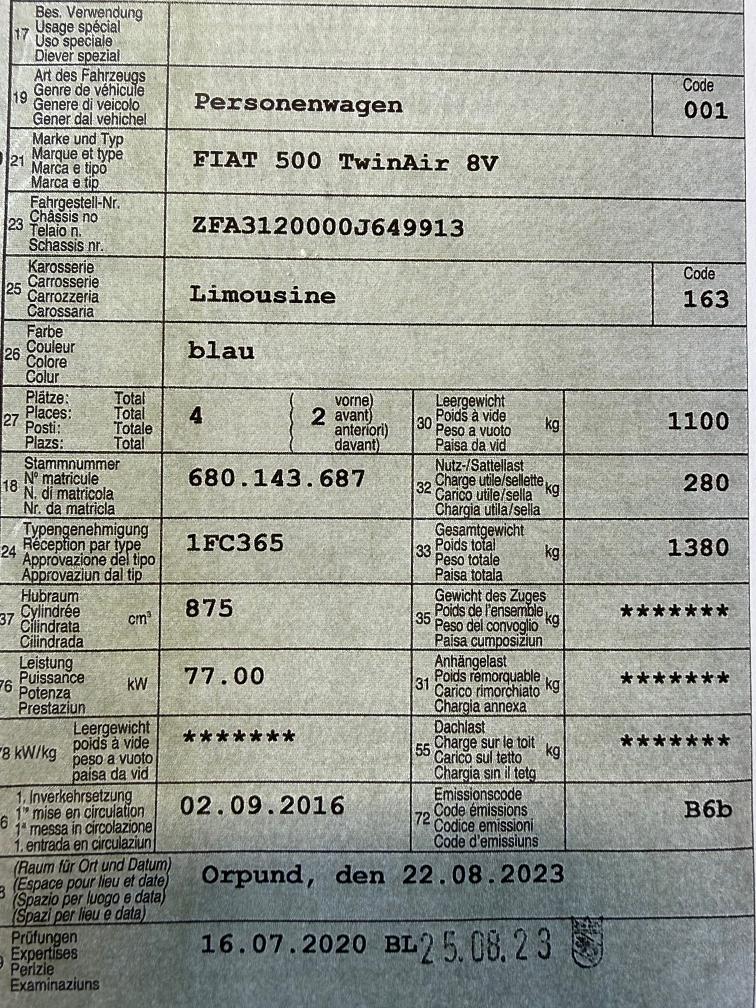 17 Bes. Verwendung
Usage spécial
Uso speciale
Diever spezial
19 Art des Fahrzeugs
Genre de véhicule
Genere di veicolo
Gener dal vehichel
Personenwagen
Code
001
21 Marke und Typ
Marque et type
Marca e tipo
Marca e tip
FIAT 500 TwinAir 8V
23 Fahrgestell-Nr.
Châssis no
Telaio n.
Schassis nr.
ZFA3120000J649913
25 Karosserie
Carrosserie
Carrozzeria
Carossaria
Limousine
Code
163
26 Farbe
Couleur
Colore
Colur
blau
27 Plätze: Total
Places: Total
Posti: Totale
Plazs: Total
4
2
vorne)
avant)
anteriori)
davant)
30 Leergewicht
Poids à vide
Peso a vuoto
Paisa da vid
kg
1100
18 Stammnummer
N° matricule
N. di matricola
Nr. da matricla
680.143.687
32 Nutz-/Sattellast
Charge utile/sellette
Carico utile/sella
Chargia utila/sella
kg
280
24 Typengenehmigung
Réception par type
Approvazione del tipo
Approvaziun dal tip
1FC365
33 Gesamtgewicht
Poids total
Peso totale
Paisa totala
kg
1380
37 Hubraum
Cylindrée
Cilindrata
Cilindrada
cm³
875
35 Gewicht des Zuges
Poids de l'ensemble
Peso del convoglio
Paisa cumposiziun
kg
*******
76 Leistung
Puissance
Potenza
Prestaziun
kW
77.00
31 Anhängelast
Poids remorquable
Carico rimorchiato
Chargia annexa
kg
*******
78 kW/kg
Leergewicht
poids à vide
peso a vuoto
paisa da vid
*******
55 Dachlast
Charge sur le toit
Carico sul tetto
Chargia sin il tetg
kg
*******
6 1. Inverkehrsetzung
1re mise en circulation
1a messa in circolazione
1. entrada en circulaziun
02.09.2016
72 Emissionscode
Code émissions
Codice emissioni
Code d'emissiuns
B6b
(Raum für Ort und Datum)
(Espace pour lieu et date)
(Spazio per luogo e data)
(Spazi per lieu e data)
Orpund, den 22.08.2023
Prüfungen
Expertises
Perizie
Examinaziuns
16.07.2020 BL 25.08.23